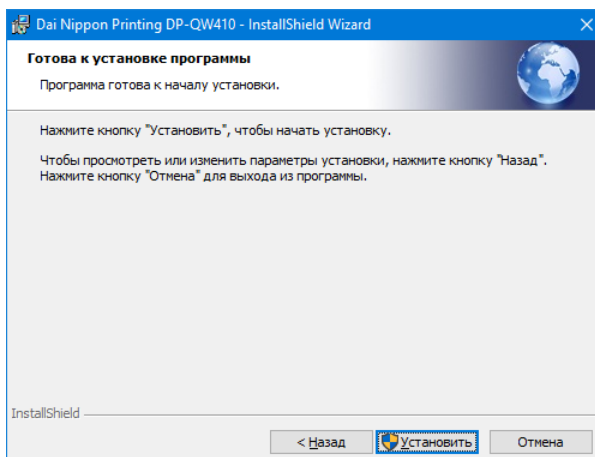 Dai Nippon Printing DP-QW410 - InstallShield Wizard
Готова к установке программы
Программа готова к началу установки.
Нажмите кнопку "Установить", чтобы начать установку.
Чтобы просмотреть или изменить параметры установки, нажмите кнопку "Назад".
Нажмите кнопку "Отмена" для выхода из программы.
InstallShield
< Назад
Установить
Отмена